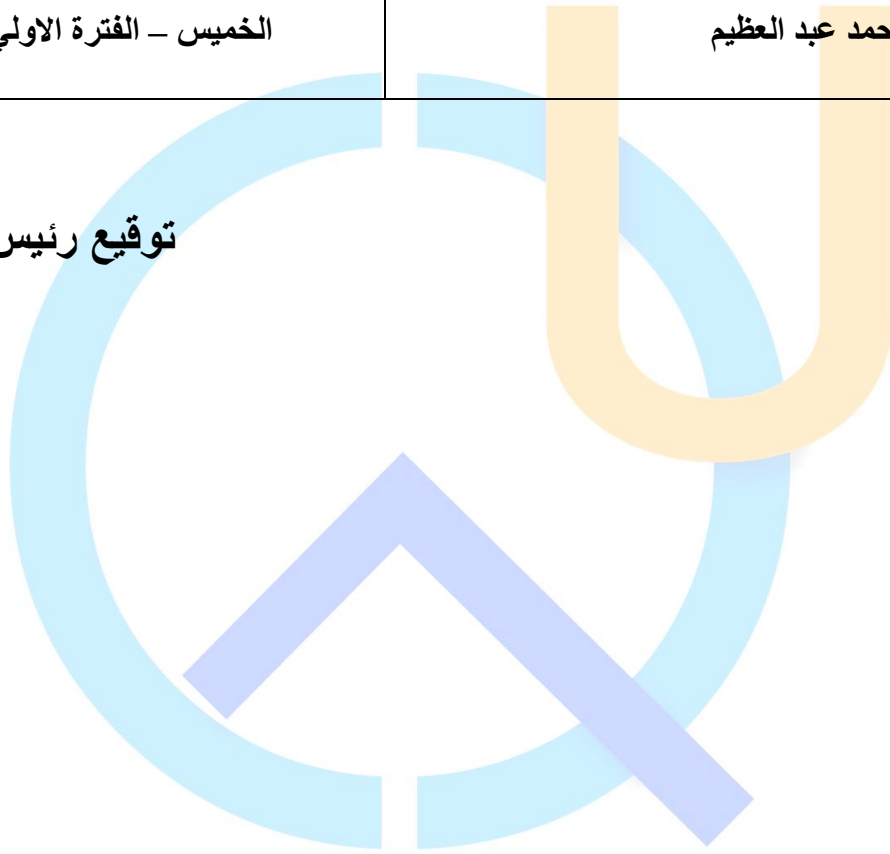 حمد عبد العظيم
الخميس – الفترة الاولي
توقيع رئيس